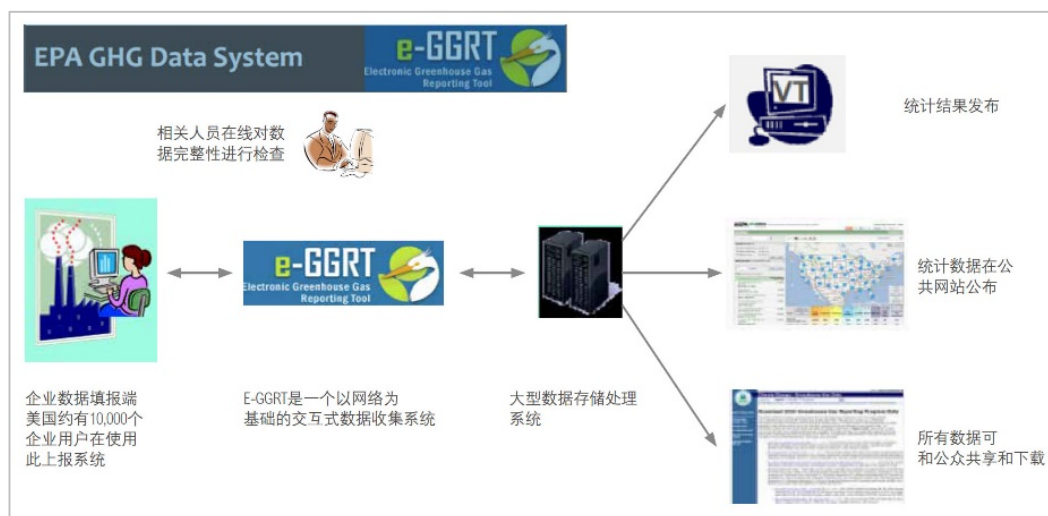 EPA GHG Data System
e-GGRT
Electronic Greenhouse Gas
Reporting Tool
相关人员在线对数
据完整性进行检查
VT
统计结果发布
e-GGRT
Electronic Greenhouse Gas
Reporting Tool
统计数据在公
共网站公布
企业数据填报端
美国约有10,000个
企业用户在使用
此上报系统
E-GGRT是一个以网络为
基础的交互式数据收集系统
大型数据存储处理
系统
所有数据可
和公众共享和下载